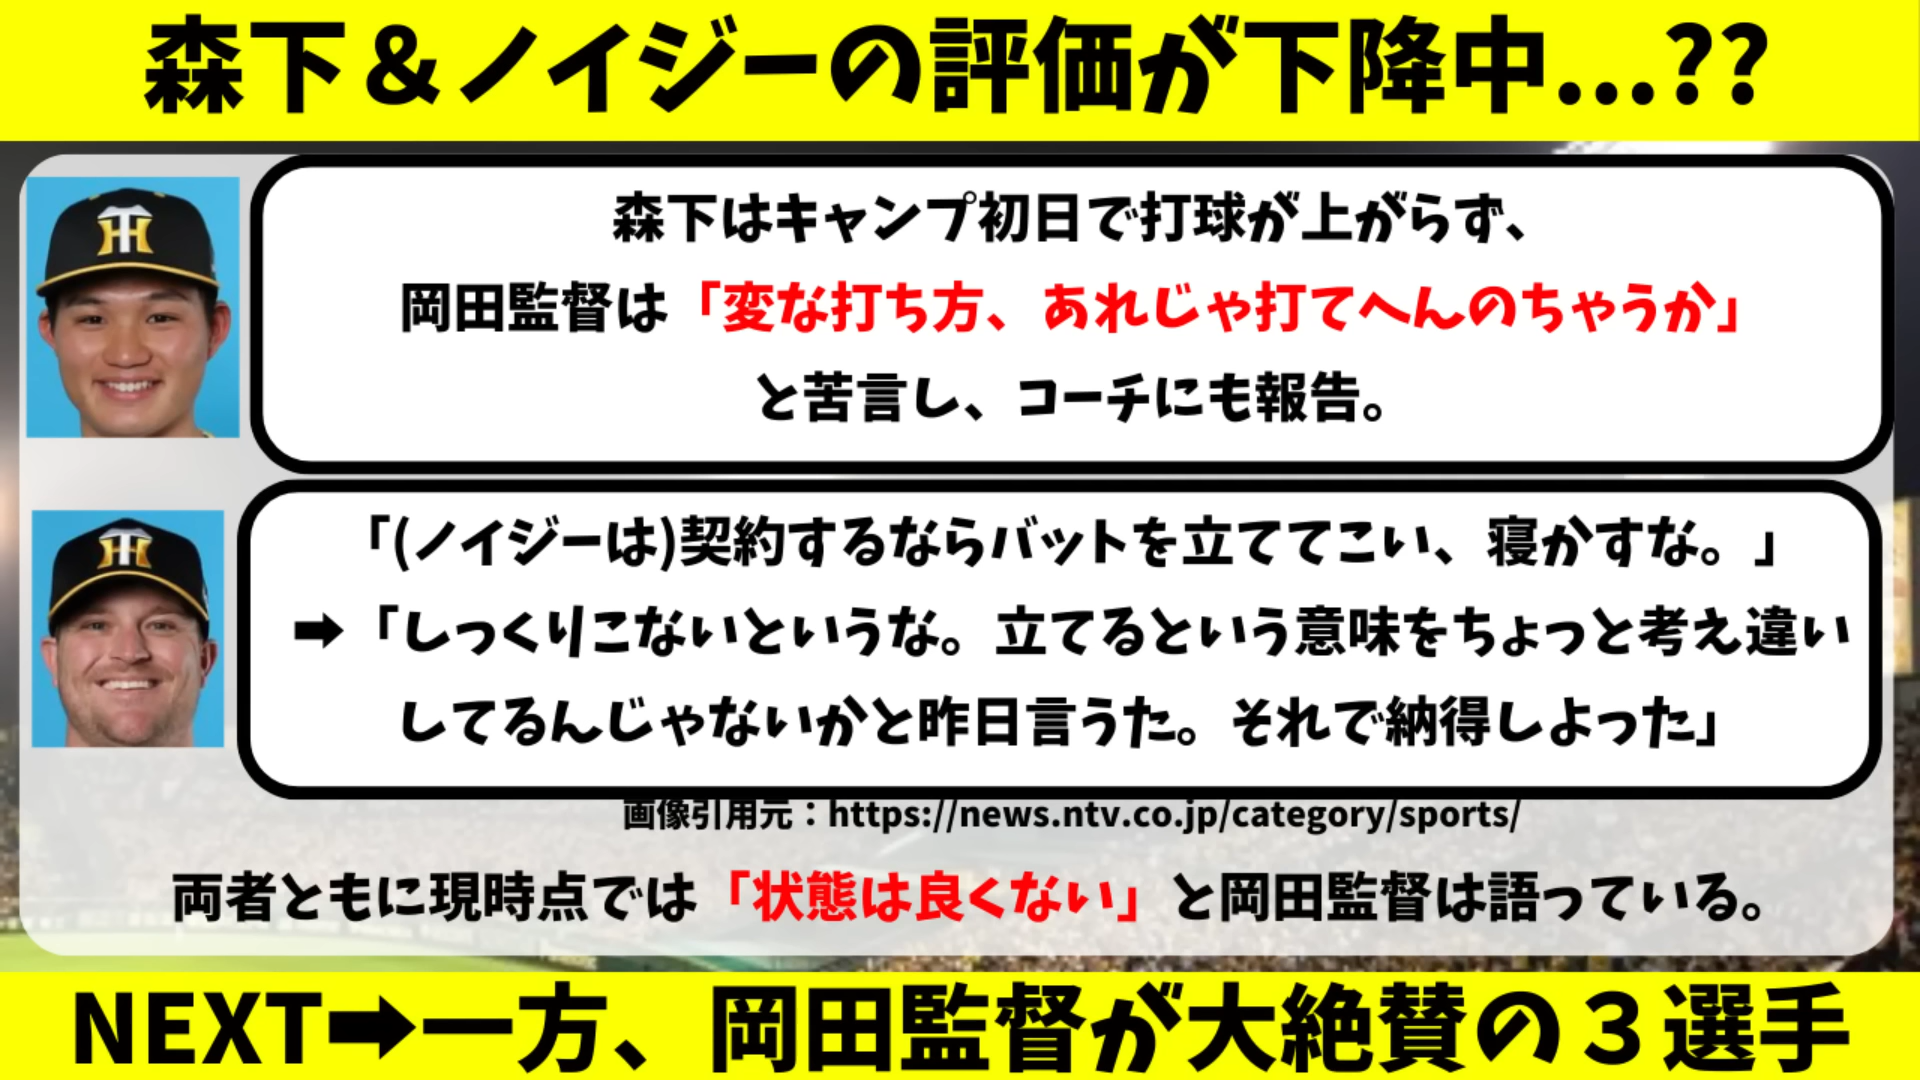 森下＆ノイジーの評価が下降中...??
森下はキャンプ初日で打球が上がらず、
岡田監督は「変な打ち方、あれじゃ打てへんのちゃうか」
と苦言し、コーチにも報告。
「(ノイジーは)契約するならバットを立ててこい、寝かすな。」
➡「しっくりこないというな。立てるという意味をちょっと考え違い
してるんじゃないかと昨日言うた。それで納得しよった」
画像引用元：https://news.ntv.co.jp/category/sports/
両者ともに現時点では「状態は良くない」と岡田監督は語っている。
NEXT➡一方、岡田監督が大絶賛の３選手